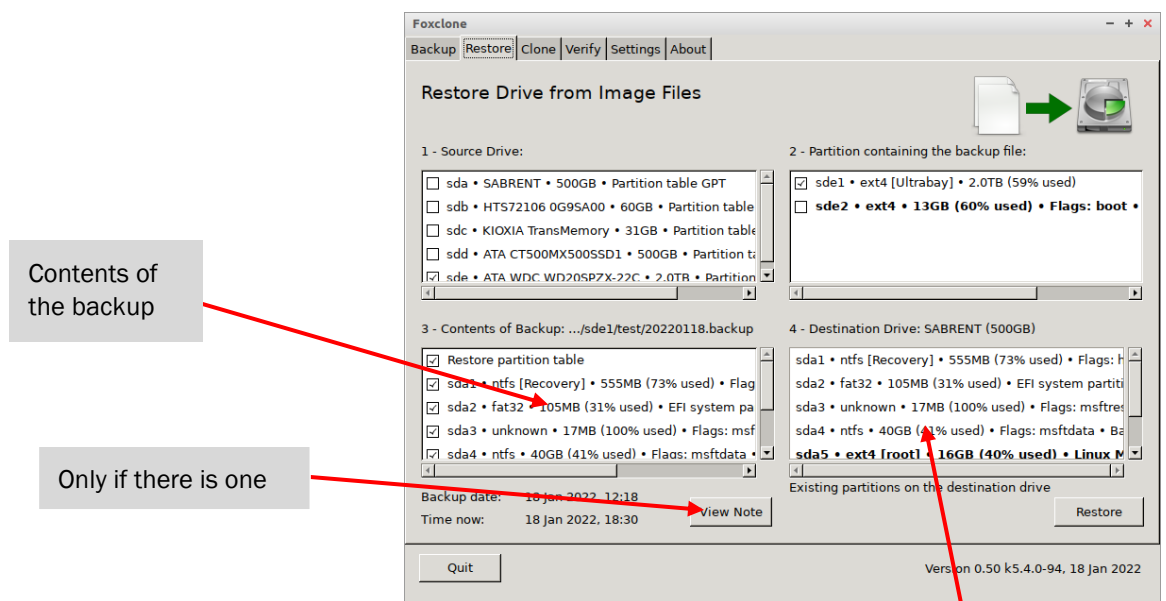 Foxclone
Backup Restore Clone Verify Settings About
Restore Drive from Image Files
1 - Source Drive:
sda • SABRENT • 500GB • Partition table GPT
sdb • HTS72106 0G9SA00 • 60GB • Partition table
sdc • KIOXIA TransMemory • 31GB • Partition table
sdd • ATA CT500MX500SSD1 • 500GB • Partition
sde • ATA WDC WD20SPZX-22C • 2.0TB • Partition
2 - Partition containing the backup file:
sde1 • ext4 [Ultrabay] • 2.0TB (59% used)
sde2 • ext4 • 13GB (60% used) • Flags: boot •
Contents of
the backup
3 - Contents of Backup: .../sde1/test/20220118.backup
Restore partition table
sda1 • ntfs [Recovery] • 555MB (73% used) • Flag
sda2 • fat32 • 105MB (31% used) • EFI system pa
sda3 • unknown • 17MB (100% used) • Flags: msf
sda4 • ntfs • 40GB (41% used) • Flags: msftdata •
4 - Destination Drive: SABRENT (500GB)
sda1 • ntfs [Recovery] • 555MB (73% used) • Flags:
sda2 • fat32 • 105MB (31% used) • EFI system partiti
sda3 • unknown • 17MB (100% used) • Flags: msftres
sda4 • ntfs • 40GB (41% used) • Flags: msftdata • Ba
sda5 • ext4 [root] • 16GB (40% used) • Linux M
Only if there is one
Backup date: 18 Jan 2022, 12:18
Time now: 18 Jan 2022, 18:30
View Note
Existing partitions on the destination drive
Restore
Quit
Version 0.50 k5.4.0-94, 18 Jan 2022